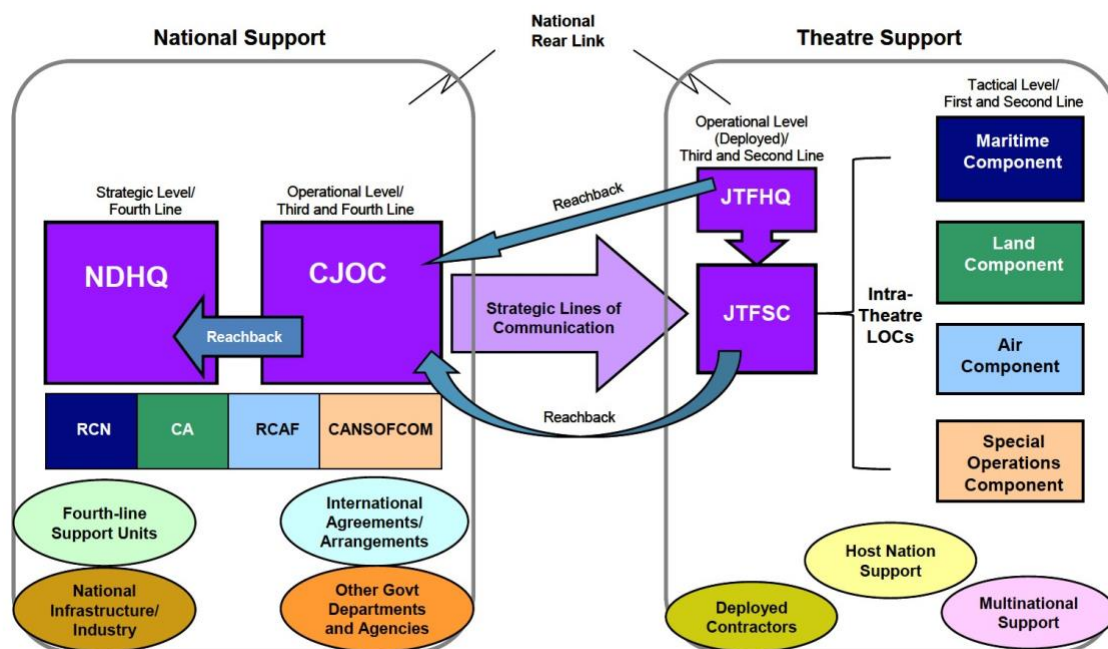 National Support
National
Rear Link
Theatre Support
Strategic Level/
Fourth Line
NDHQ
Operational Level/
Third and Fourth Line
CJOC
Reachback
RCN
CA
RCAF
CANSOFCOM
Fourth-line
Support Units
International
Agreements/
Arrangements
National
Infrastructure/
Industry
Other Govt
Departments
and Agencies
Reachback
Strategic Lines of
Communication
Reachback
Operational Level
(Deployed)/
Third and Second Line
JTFHQ
JTFSC
Intra-
Theatre
LOCs
Tactical Level/
First and Second Line
Maritime
Component
Land
Component
Air
Component
Special
Operations
Component
Host Nation
Support
Deployed
Contractors
Multinational
Support